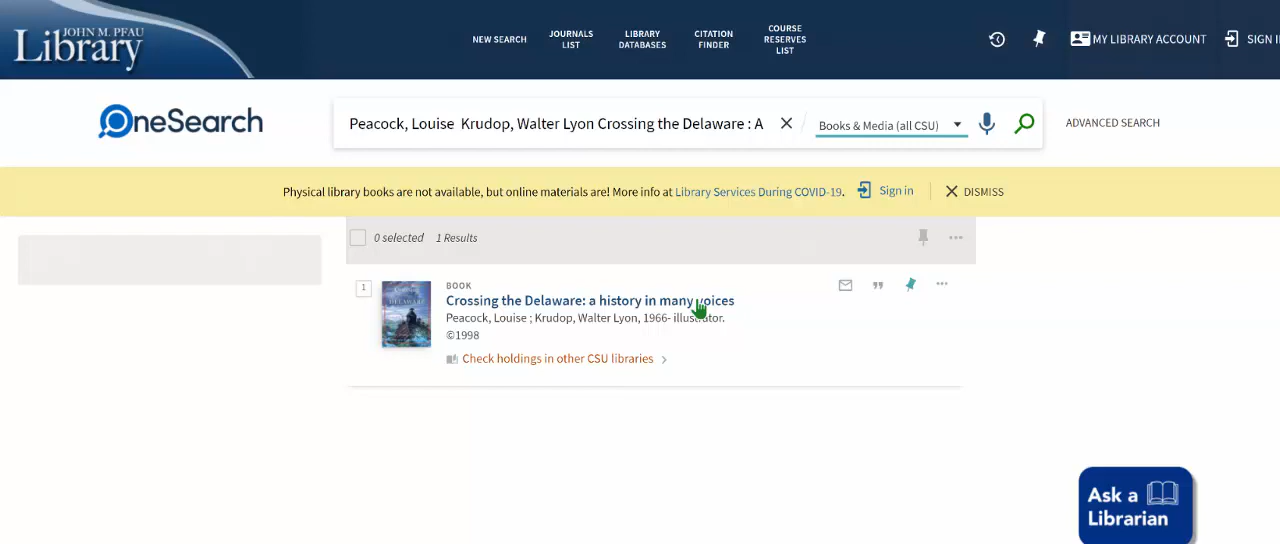 JOHN M. PFAU
Library
NEW SEARCH
JOURNALS
LIST
LIBRARY
DATABASES
CITATION
FINDER
COURSE
RESERVES
LIST
MY LIBRARY ACCOUNT
SIGN I
OneSearch
Peacock, Louise Krudop, Walter Lyon Crossing the Delaware : A
Books & Media (all CSU)
ADVANCED SEARCH
Physical library books are not available, but online materials are! More info at Library Services During COVID-19. Sign in DISMISS
0 selected 1 Results
1
BOOK
Crossing the Delaware: a history in many voices
Peacock, Louise ; Krudop, Walter Lyon, 1966- illustrator.
©1998
Check holdings in other CSU libraries
Ask a
Librarian